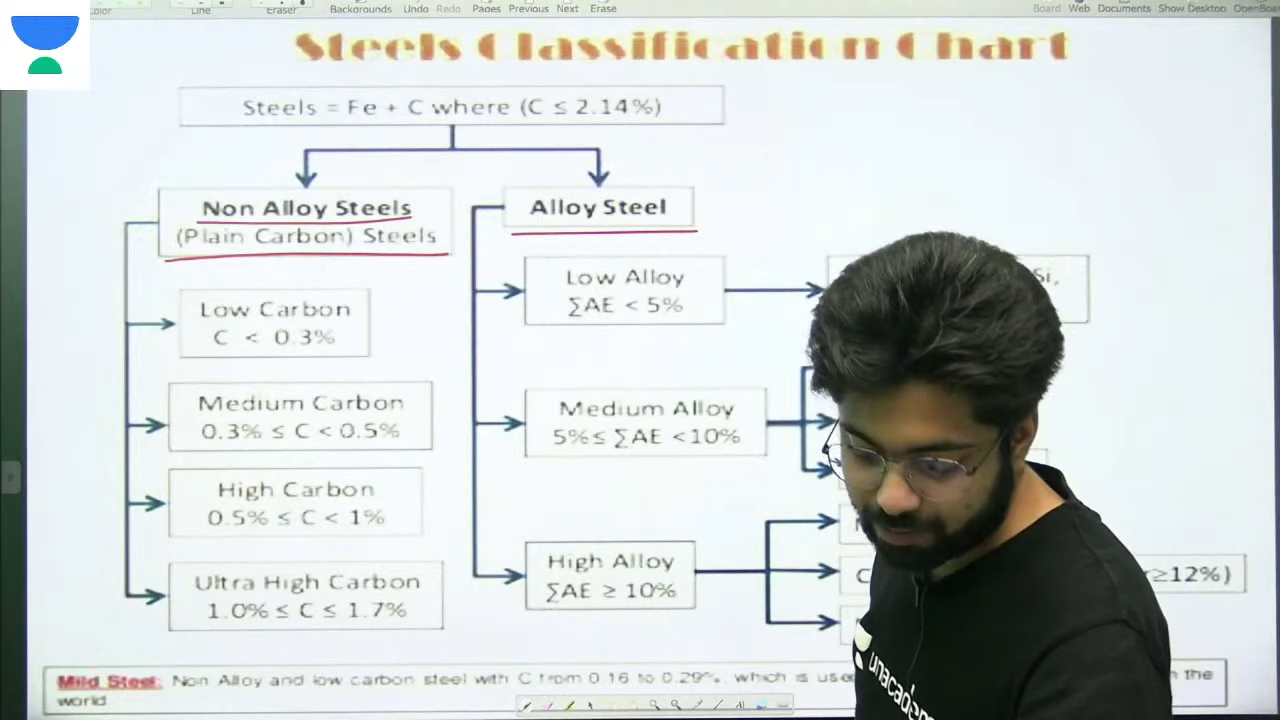 Color
Line
Eraser
Backgrounds Undo Redo Pages Previous Next Erase
Board Web Documents Show Desktop OpenBoar
Steels Classification Chart
Steels = Fe + C where (C ≤ 2.14%)
Non Alloy Steels
(Plain Carbon) Steels
Alloy Steel
Low Carbon
C < 0.3%
Medium Carbon
0.3% ≤ C < 0.5%
High Carbon
0.5% ≤ C < 1%
Ultra High Carbon
1.0% ≤ C ≤ 1.7%
Low Alloy
∑AE < 5%
Si,
Medium Alloy
5% ≤ ∑AE <10%
High Alloy
∑AE ≥ 10%
C
≥12%)
Mild Steel: Non Alloy and low carbon steel with C from 0.16 to 0.29%, which is the
world
unacadem